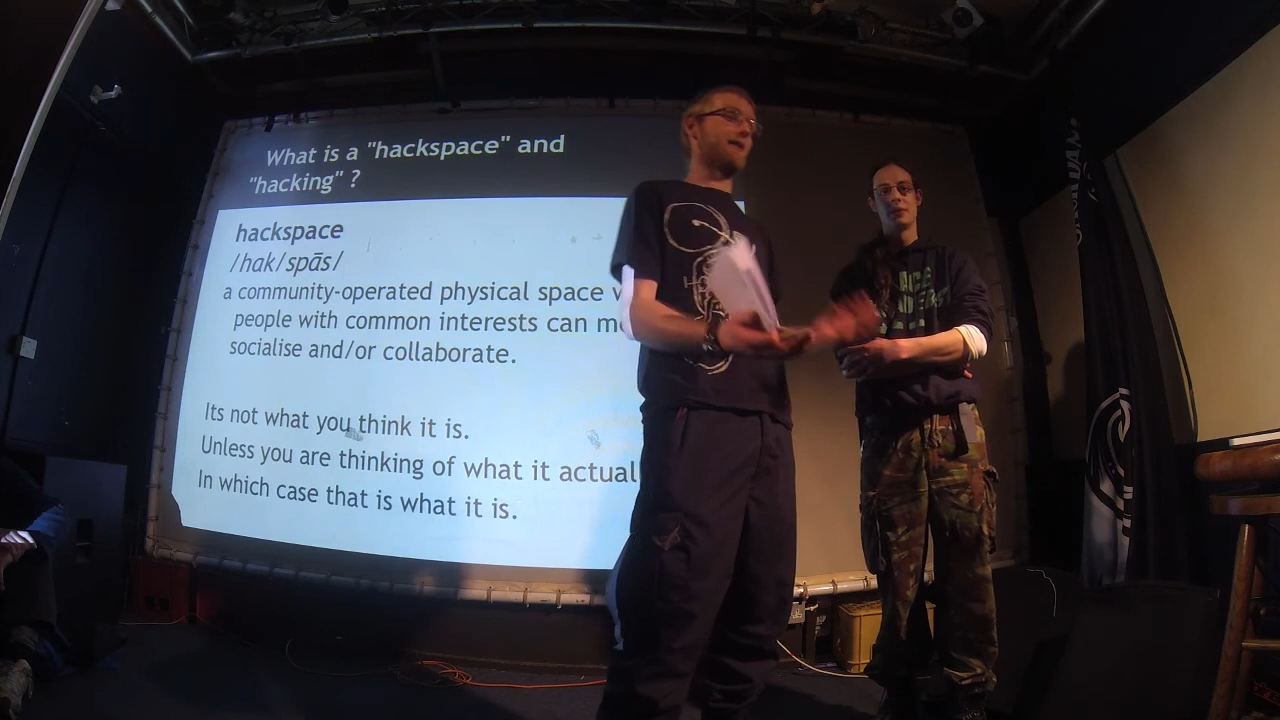 What is a "hackspace" and
"hacking" ?
hackspace
/hak/spās/
a community-operated physical space
people with common interests can
socialise and/or collaborate.
Its not what you think it is.
Unless you are thinking of what it
In which case that is what it is.